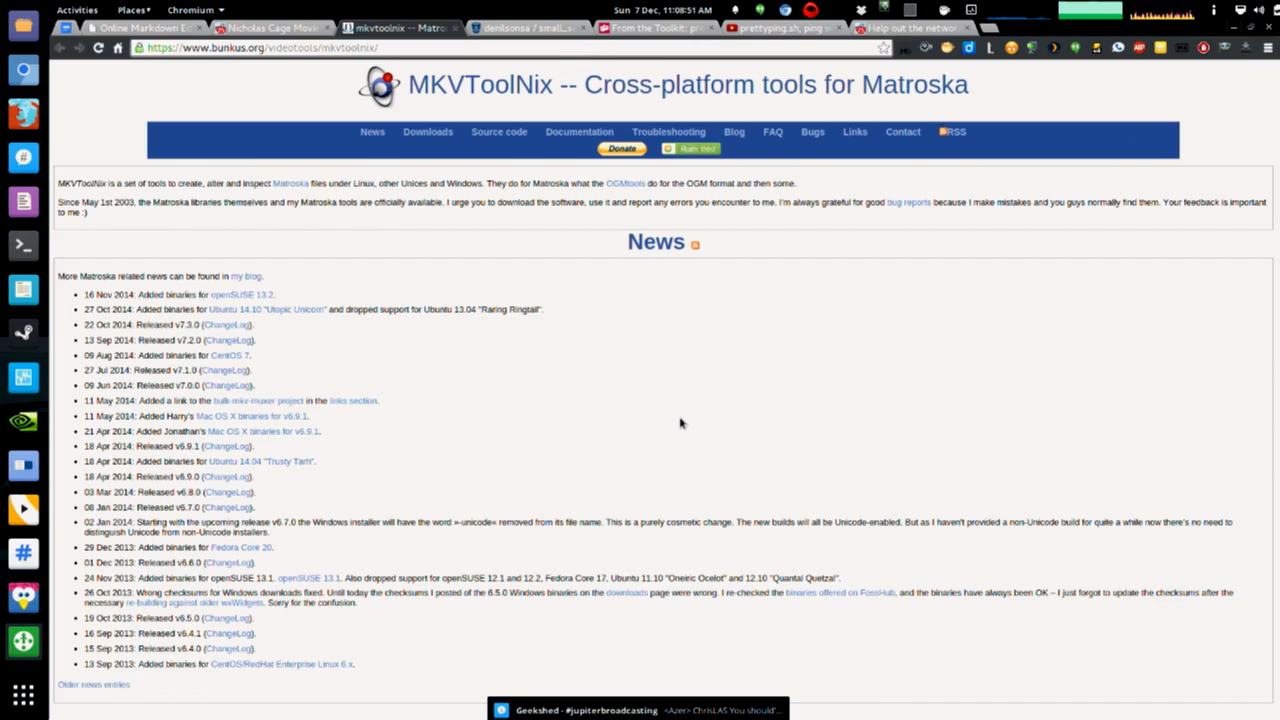 Activities Places Chromium Sun 7 Dec, 11:08:51 AM
Online Markdown Ed Nicholas Cage Movi mkvtoolnix -- Matro denilsonsa / small_s From the Toolkit: pr prettyping.sh, ping Help out the netwo
https://www.bunkus.org/videotools/mkvtoolnix/
MKVToolNix -- Cross-platform tools for Matroska
News Downloads Source code Documentation Troubleshooting Blog FAQ Bugs Links Contact RSS
Donate Flattr this!
MKVToolNix is a set of tools to create, alter and inspect Matroska files under Linux, other Unices and Windows. They do for Matroska what the OGMtools do for the OGM format and then some.
Since May 1st 2003, the Matroska libraries themselves and my Matroska tools are officially available. I urge you to download the software, use it and report any errors you encounter to me. I'm always grateful for good bug reports because I make mistakes and you guys normally find them. Your feedback is important
to me :)
News
More Matroska related news can be found in my blog.
• 16 Nov 2014: Added binaries for openSUSE 13.2.
• 27 Oct 2014: Added binaries for Ubuntu 14.10 "Utopic Unicorn" and dropped support for Ubuntu 13.04 "Raring Ringtail".
• 22 Oct 2014: Released v7.3.0 (ChangeLog).
• 13 Sep 2014: Released v7.2.0 (ChangeLog).
• 09 Aug 2014: Added binaries for CentOS 7.
• 27 Jul 2014: Released v7.1.0 (ChangeLog).
• 09 Jun 2014: Released v7.0.0 (ChangeLog).
• 11 May 2014: Added a link to the bulk-mkv-muxer project in the links section.
• 11 May 2014: Added Harry's Mac OS X binaries for v6.9.1.
• 21 Apr 2014: Added Jonathan's Mac OS X binaries for v6.9.1.
• 18 Apr 2014: Released v6.9.1 (ChangeLog).
• 18 Apr 2014: Added binaries for Ubuntu 14.04 "Trusty Tarh".
• 18 Apr 2014: Released v6.9.0 (ChangeLog).
• 03 Mar 2014: Released v6.8.0 (ChangeLog).
• 08 Jan 2014: Released v6.7.0 (ChangeLog).
• 02 Jan 2014: Starting with the upcoming release v6.7.0 the Windows installer will have the word »-unicode« removed from its file name. This is a purely cosmetic change. The new builds will all be Unicode-enabled. But as I haven't provided a non-Unicode build for quite a while now there's no need to
distinguish Unicode from non-Unicode installers.
• 29 Dec 2013: Added binaries for Fedora Core 20.
• 01 Dec 2013: Released v6.6.0 (ChangeLog).
• 24 Nov 2013: Added binaries for openSUSE 13.1. openSUSE 13.1. Also dropped support for openSUSE 12.1 and 12.2, Fedora Core 17, Ubuntu 11.10 "Oneiric Ocelot" and 12.10 "Quantal Quetzal".
• 26 Oct 2013: Wrong checksums for Windows downloads fixed. Until today the checksums I posted of the 6.5.0 Windows binaries on the downloads page were wrong. I re-checked the binaries offered on FossHub, and the binaries have always been OK – I just forgot to update the checksums after the
necessary re-building against older wxWidgets. Sorry for the confusion.
• 19 Oct 2013: Released v6.5.0 (ChangeLog).
• 16 Sep 2013: Released v6.4.1 (ChangeLog).
• 15 Sep 2013: Released v6.4.0 (ChangeLog).
• 13 Sep 2013: Added binaries for CentOS/RedHat Enterprise Linux 6.x.
Older news entries
Geekshed - #jupiterbroadcasting <Azer> ChrisLAS You should'...